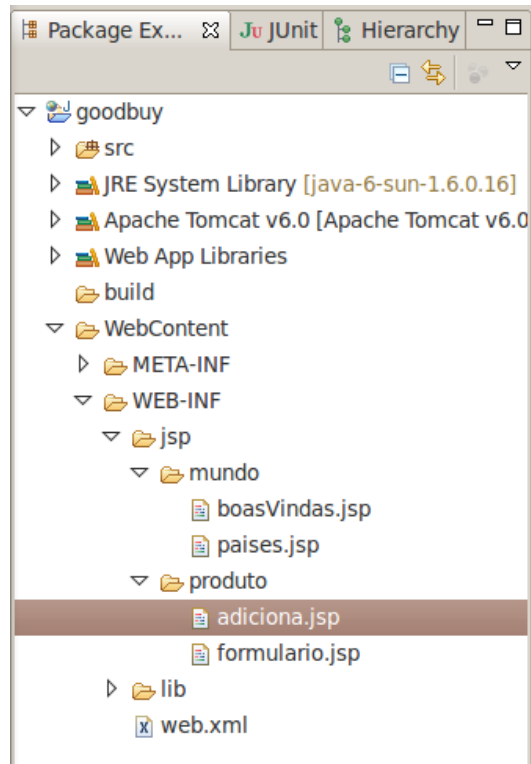 Package Ex... JUnit Hierarchy
goodbuy
src
JRE System Library [java-6-sun-1.6.0.16]
Apache Tomcat v6.0 [Apache Tomcat v6.0
Web App Libraries
build
WebContent
META-INF
WEB-INF
jsp
mundo
boasVindas.jsp
paises.jsp
produto
adiciona.jsp
formulario.jsp
lib
web.xml